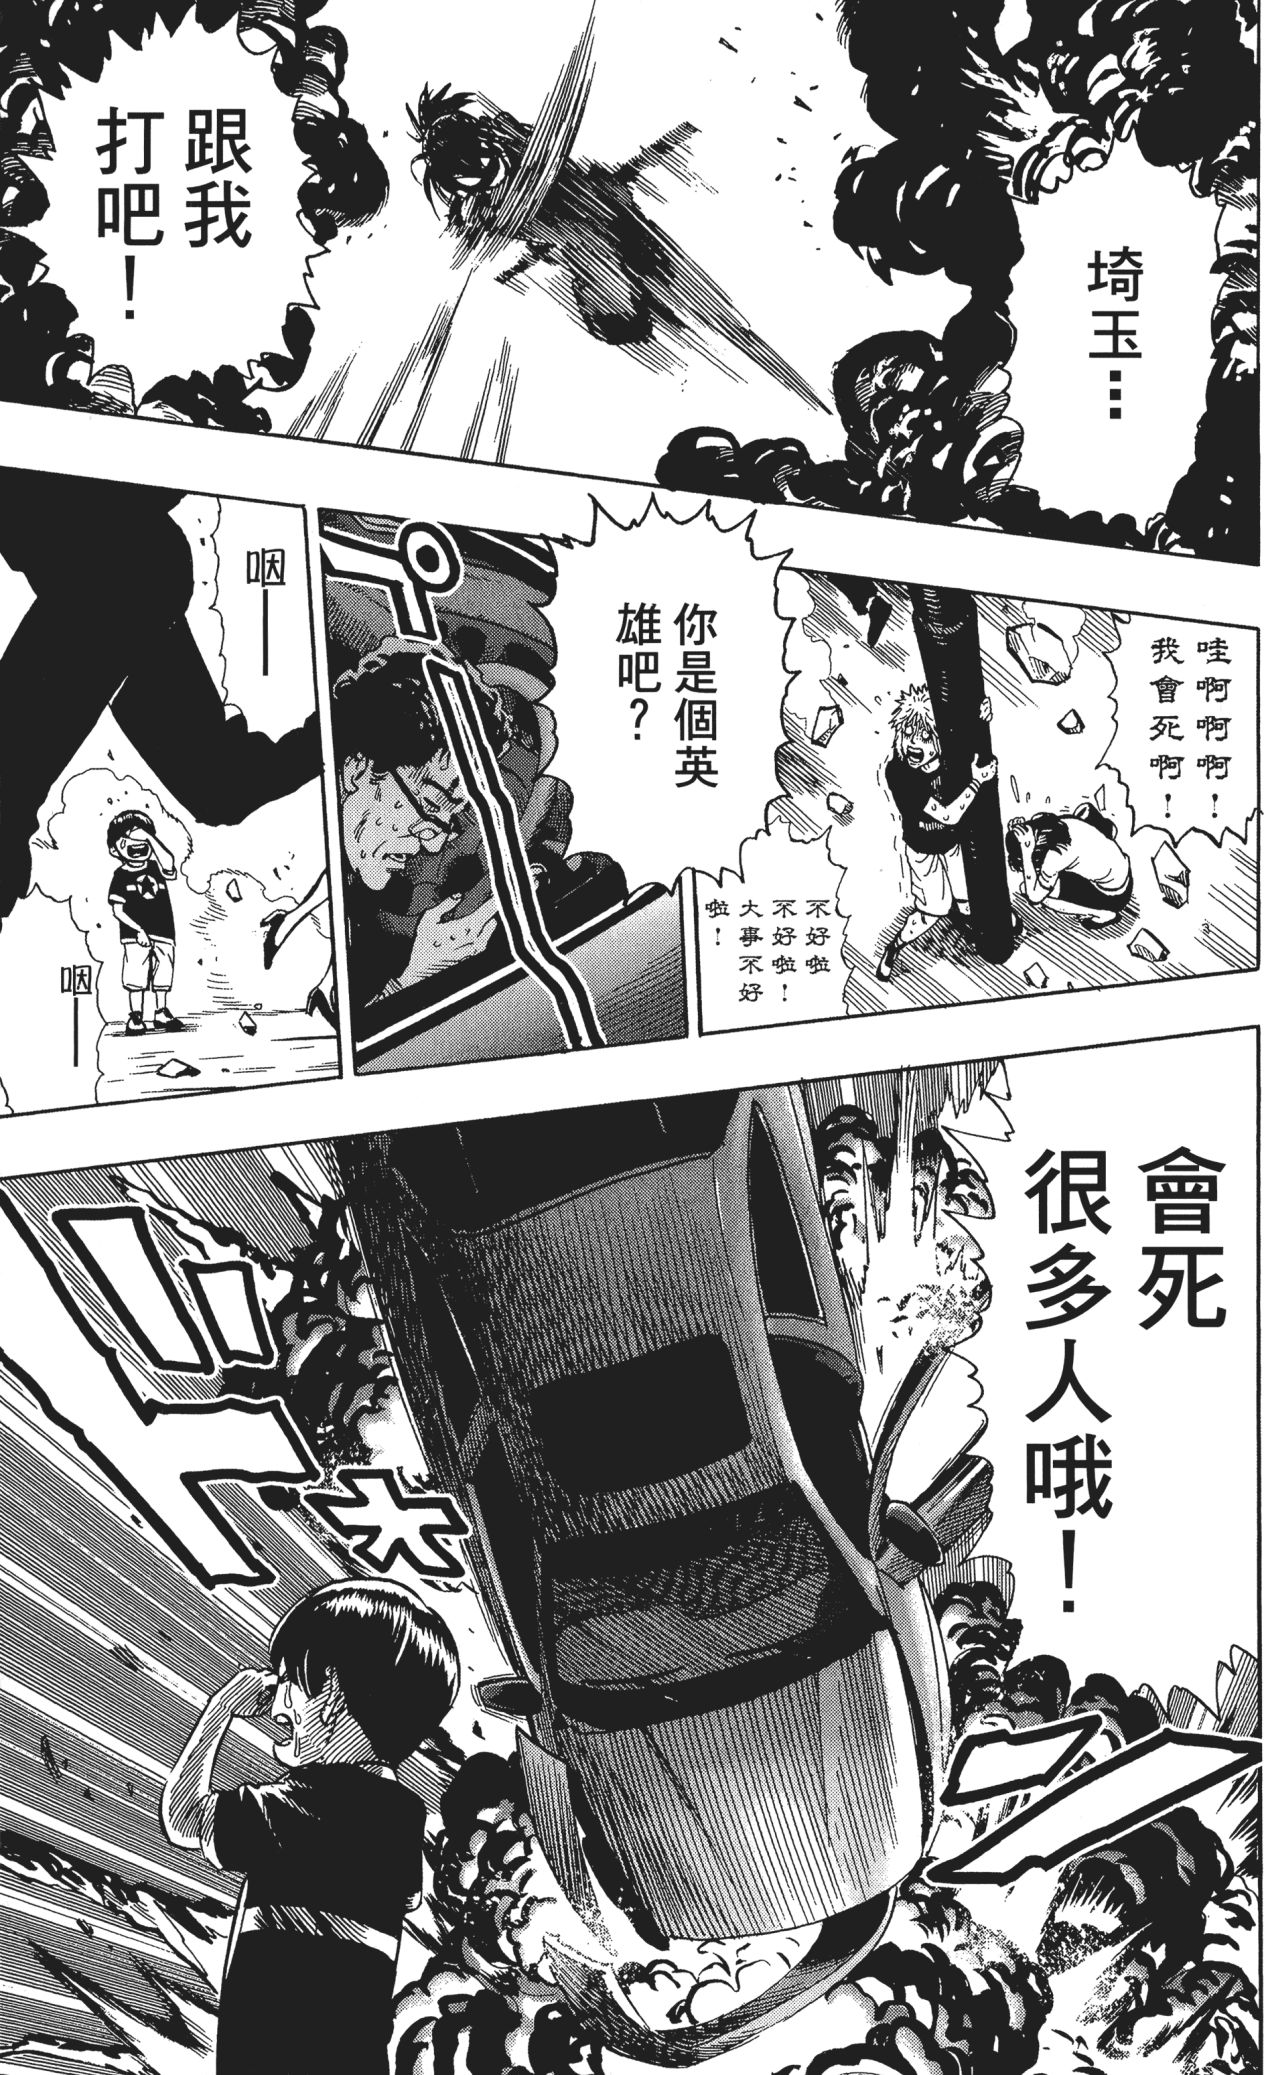 埼玉…
跟我
打吧！
哇啊啊啊！
我會死啊！
不好啦
不好啦！
大事不好
啦！
你是個英
雄吧？
咽─
咽─
會死
很多人哦！